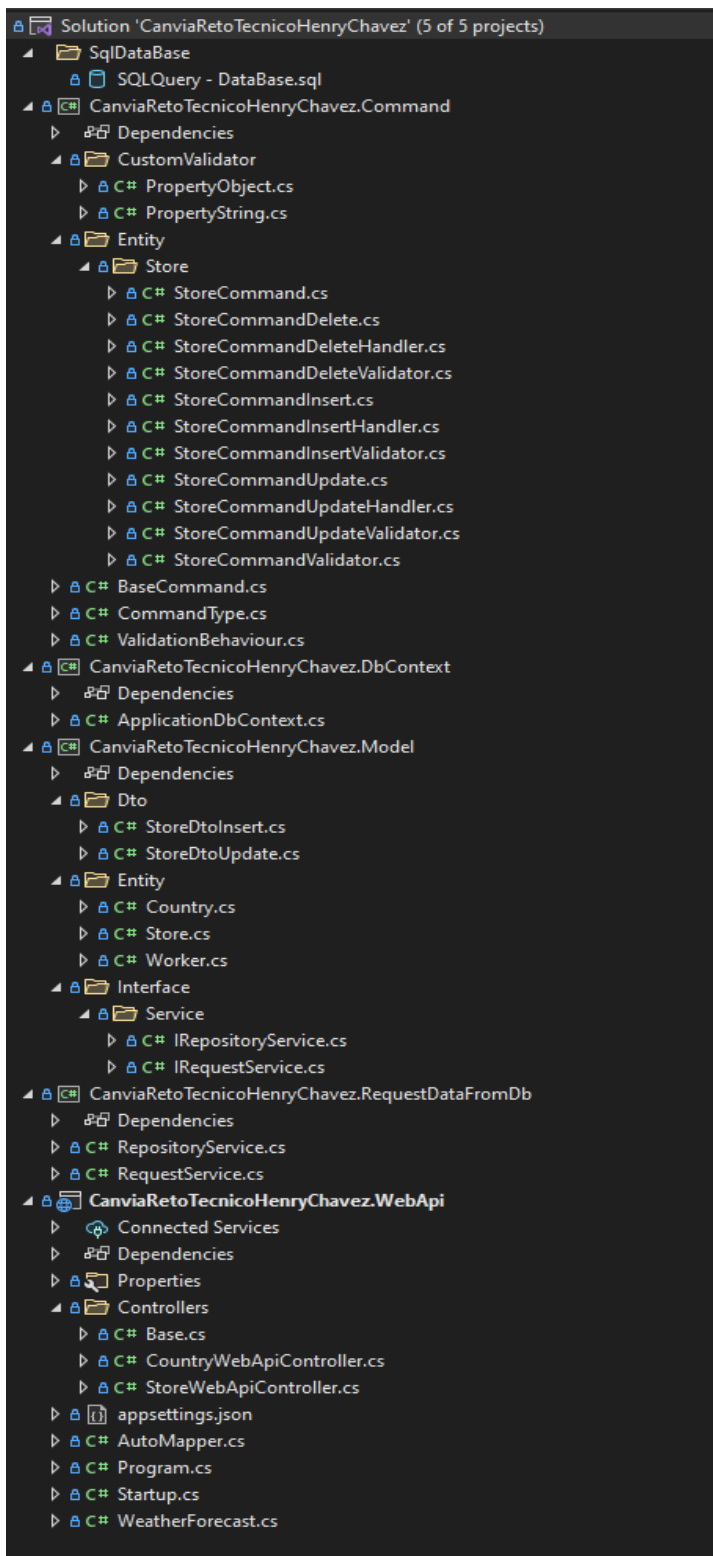 Solution 'CanviaRetoTecnicoHenryChavez' (5 of 5 projects)
SqlDataBase
SQLQuery - DataBase.sql
C# CanviaRetoTecnicoHenryChavez.Command
Dependencies
CustomValidator
C# PropertyObject.cs
C# PropertyString.cs
Entity
Store
C# StoreCommand.cs
C# StoreCommandDelete.cs
C# StoreCommandDeleteHandler.cs
C# StoreCommandDeleteValidator.cs
C# StoreCommandInsert.cs
C# StoreCommandInsertHandler.cs
C# StoreCommandInsertValidator.cs
C# StoreCommandUpdate.cs
C# StoreCommandUpdateHandler.cs
C# StoreCommandUpdateValidator.cs
C# StoreCommandValidator.cs
C# BaseCommand.cs
C# CommandType.cs
C# ValidationBehaviour.cs
C# CanviaRetoTecnicoHenryChavez.DbContext
Dependencies
C# ApplicationDbContext.cs
C# CanviaRetoTecnicoHenryChavez.Model
Dependencies
Dto
C# StoreDtoInsert.cs
C# StoreDtoUpdate.cs
Entity
C# Country.cs
C# Store.cs
C# Worker.cs
Interface
Service
C# IRepositoryService.cs
C# IRequestService.cs
C# CanviaRetoTecnicoHenryChavez.RequestDataFromDb
Dependencies
C# RepositoryService.cs
C# RequestService.cs
CanviaRetoTecnicoHenryChavez.WebApi
Connected Services
Dependencies
Properties
Controllers
C# Base.cs
C# CountryWebApiController.cs
C# StoreWebApiController.cs
appsettings.json
C# AutoMapper.cs
C# Program.cs
C# Startup.cs
C# WeatherForecast.cs